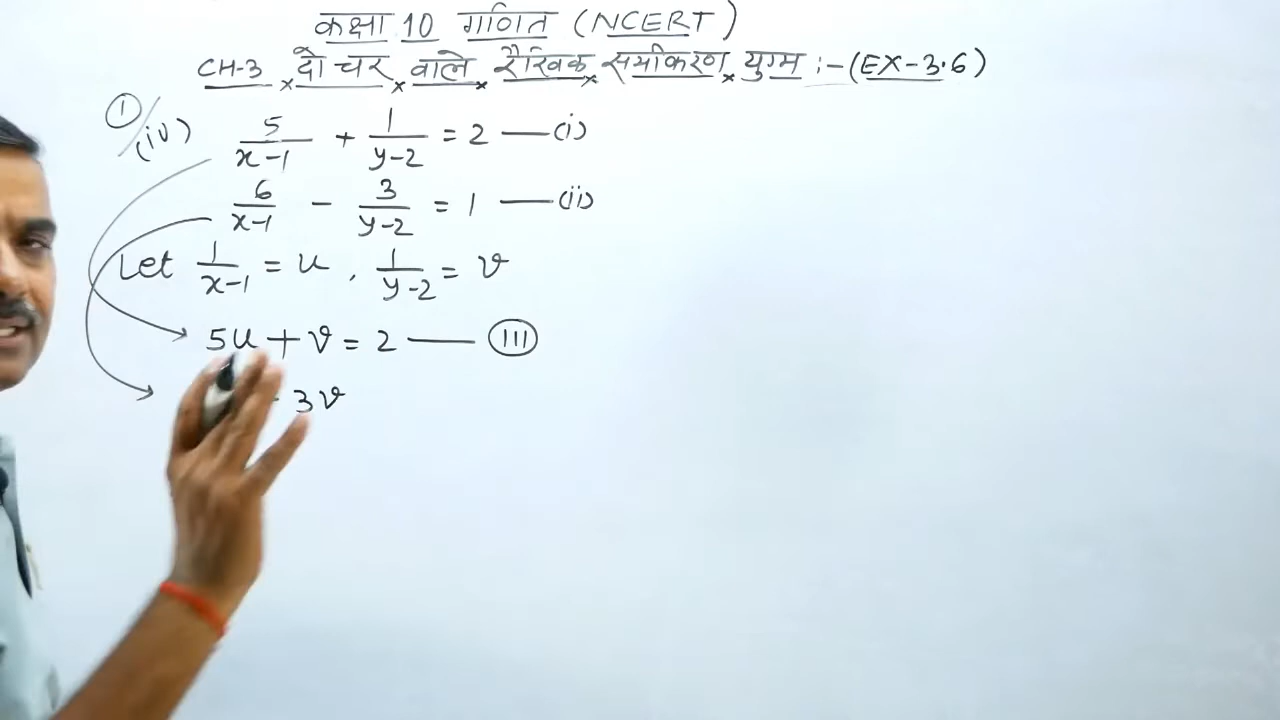 कक्षा 10 गणित (NCERT)
CH-3 दो चर वाले रैखिक समीकरण युग्म :- (EX-3.6)
① (iv) 5/(x-1) + 1/(y-2) = 2 —(i)
6/(x-1) - 3/(y-2) = 1 —(ii)
Let 1/(x-1) = u , 1/(y-2) = v
5u + v = 2 — III
3v